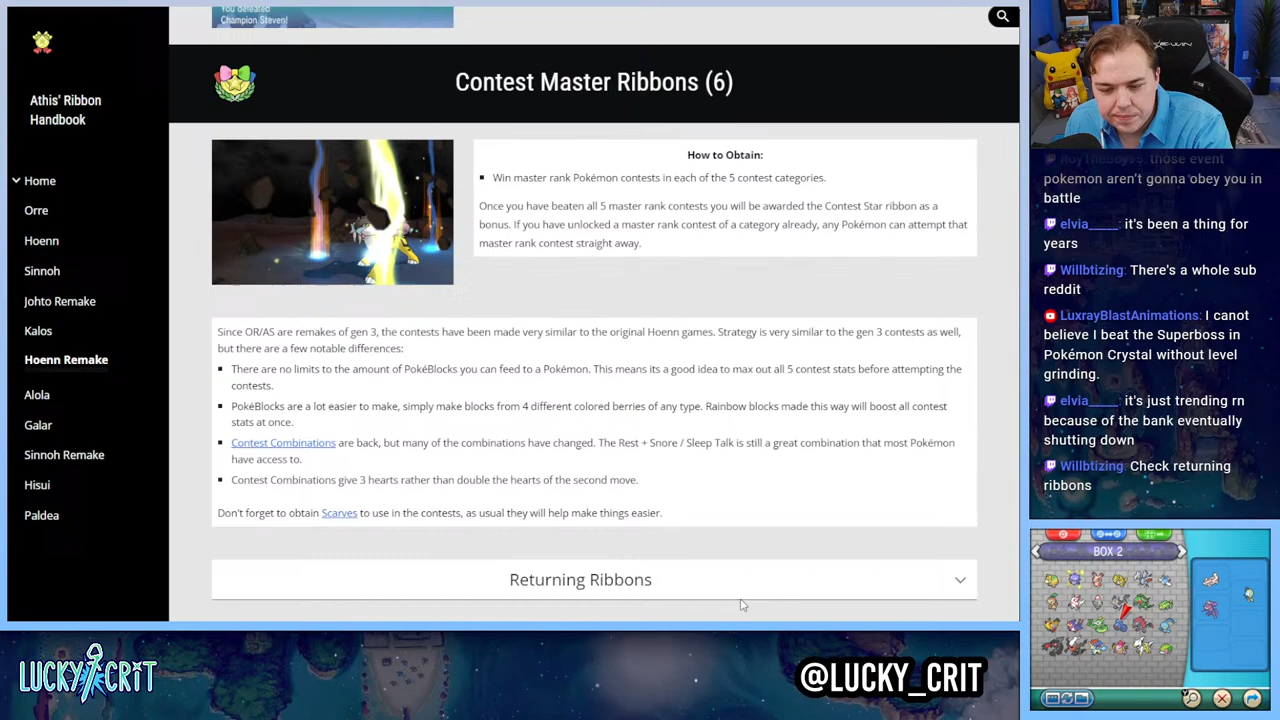 You defeated
Champion Steven!
Athis' Ribbon
Handbook
Home
Orre
Hoenn
Sinnoh
Johto Remake
Kalos
Hoenn Remake
Alola
Galar
Sinnoh Remake
Hisui
Paldea
Contest Master Ribbons (6)
How to Obtain:
Win master rank Pokémon contests in each of the 5 contest categories.
Once you have beaten all 5 master rank contests you will be awarded the Contest Star ribbon as a
bonus. If you have unlocked a master rank contest of a category already, any Pokémon can attempt that
master rank contest straight away.
Since OR/AS are remakes of gen 3, the contests have been made very similar to the original Hoenn games. Strategy is very similar to the gen 3 contests as well,
but there are a few notable differences:
There are no limits to the amount of PokéBlocks you can feed to a Pokémon. This means its a good idea to max out all 5 contest stats before attempting the
contests.
PokéBlocks are a lot easier to make, simply make blocks from 4 different colored berries of any type. Rainbow blocks made this way will boost all contest
stats at once.
Contest Combinations are back, but many of the combinations have changed. The Rest + Snore / Sleep Talk is still a great combination that most Pokémon
have access to.
Contest Combinations give 3 hearts rather than double the hearts of the second move.
Don't forget to obtain Scarves to use in the contests, as usual they will help make things easier.
Returning Ribbons
those event
pokemon aren't gonna obey you in
battle
elvia_____: it's been a thing for
years
Willbtizing: There's a whole sub
reddit
LuxrayBlastAnimations: I canot
believe I beat the Superboss in
Pokémon Crystal without level
grinding.
elvia_____: it's just trending rn
because of the bank eventually
shutting down
Willbtizing: Check returning
ribbons
BOX 2
LUCKY CRIT
@LUCKY_CRIT